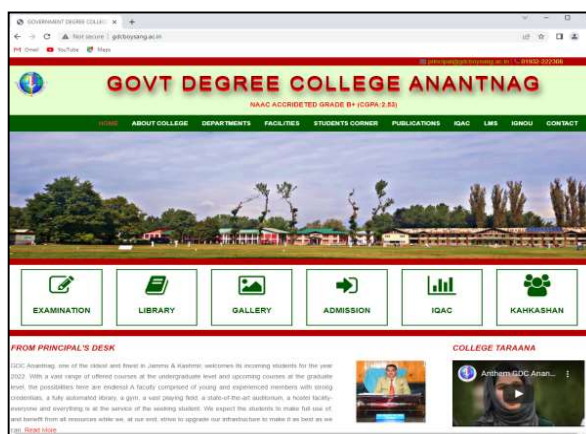 GOVERNMENT DEGREE COLLEG
Not secure | gdcboysang.ac.in
Gmail YouTube Maps
principal@gdcboysang.ac.in | 01932-222308
GOVT DEGREE COLLEGE ANANTNAG
NAAC ACCRIDETED GRADE B+ (CGPA:2.53)
HOME ABOUT COLLEGE DEPARTMENTS FACILITIES STUDENTS CORNER PUBLICATIONS IQAC LMS IGNOU CONTACT
EXAMINATION LIBRARY GALLERY ADMISSION IQAC KAHKASHAN
FROM PRINCIPAL'S DESK
GDC Anantnag, one of the oldest and finest in Jammu & Kashmir, welcomes its incoming students for the year
2022. With a vast range of offered courses at the undergraduate level and upcoming courses at the graduate
level, the possibilities here are endless! A faculty comprised of young and experienced members with strong
credentials, a fully automated library, a gym, a vast playing field, a state-of-the-art auditorium, a hostel facility-
everyone and everything is at the service of the seeking student. We expect the students to make full use of,
and benefit from all resources while we, at our end, strive to upgrade our infrastructure to make it as best as we
can. Read More
COLLEGE TARAANA
Anthem GDC Anan...